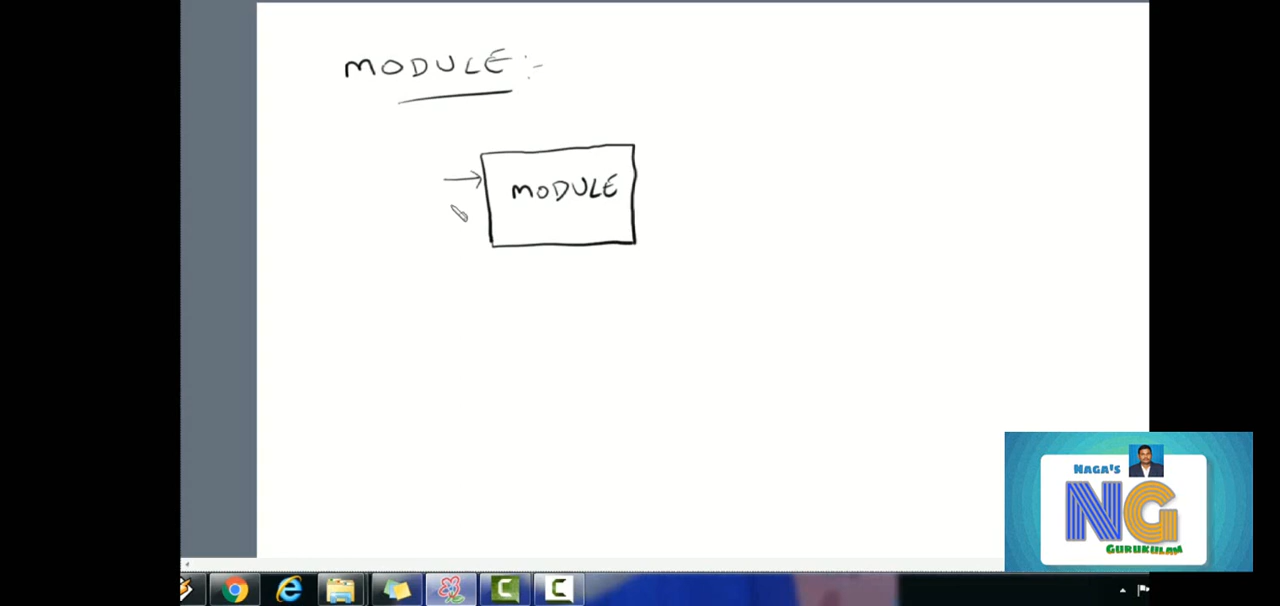 MODULE :-
MODULE
NAGA'S
NG
GURUKULAM